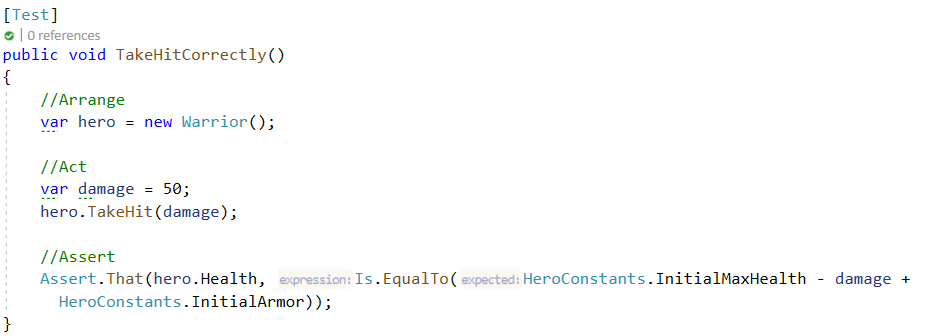 [Test]
| 0 references
public void TakeHitCorrectly()
{
//Arrange
var hero = new Warrior();
//Act
var damage = 50;
hero.TakeHit(damage);
//Assert
Assert.That(hero.Health, expression: Is.EqualTo(expected: HeroConstants.InitialMaxHealth - damage +
HeroConstants.InitialArmor));
}